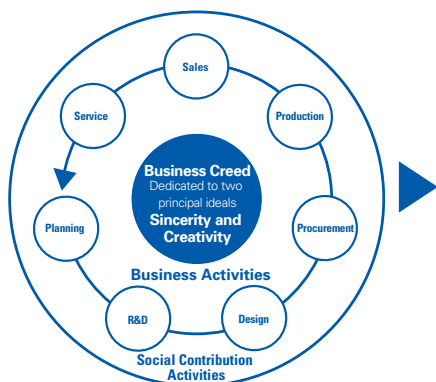 Sales
Service
Production
Business Creed
Dedicated to two
principal ideals
Sincerity and
Creativity
Planning
Procurement
Business Activities
R&D
Design
Social Contribution
Activities